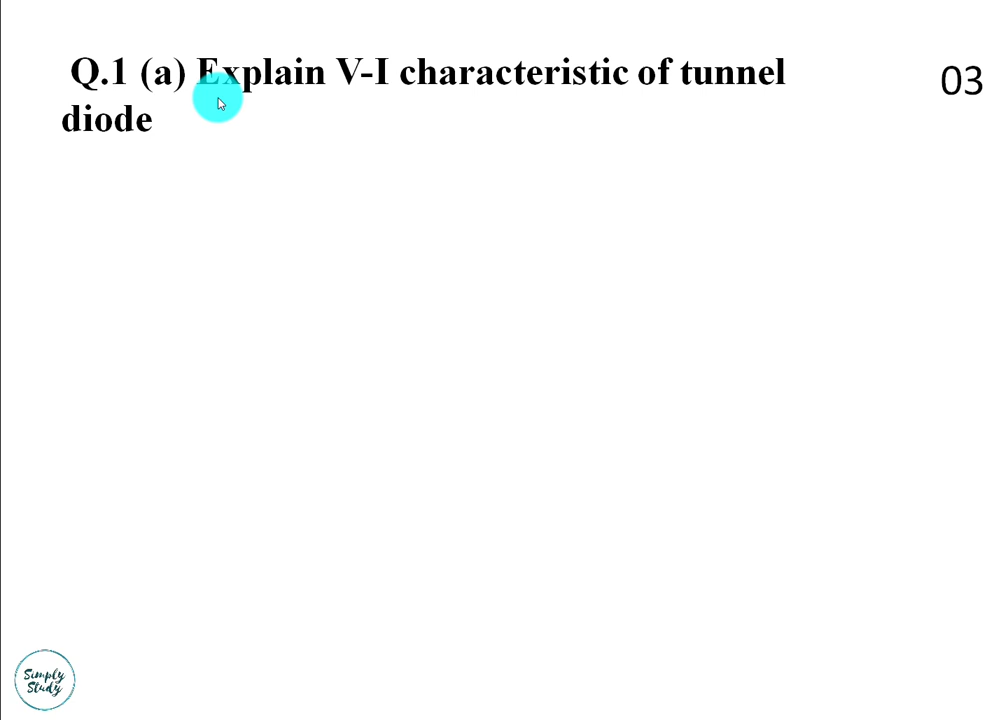 Q.1 (a) Explain V-I characteristic of tunnel
diode
03
Simply
Study